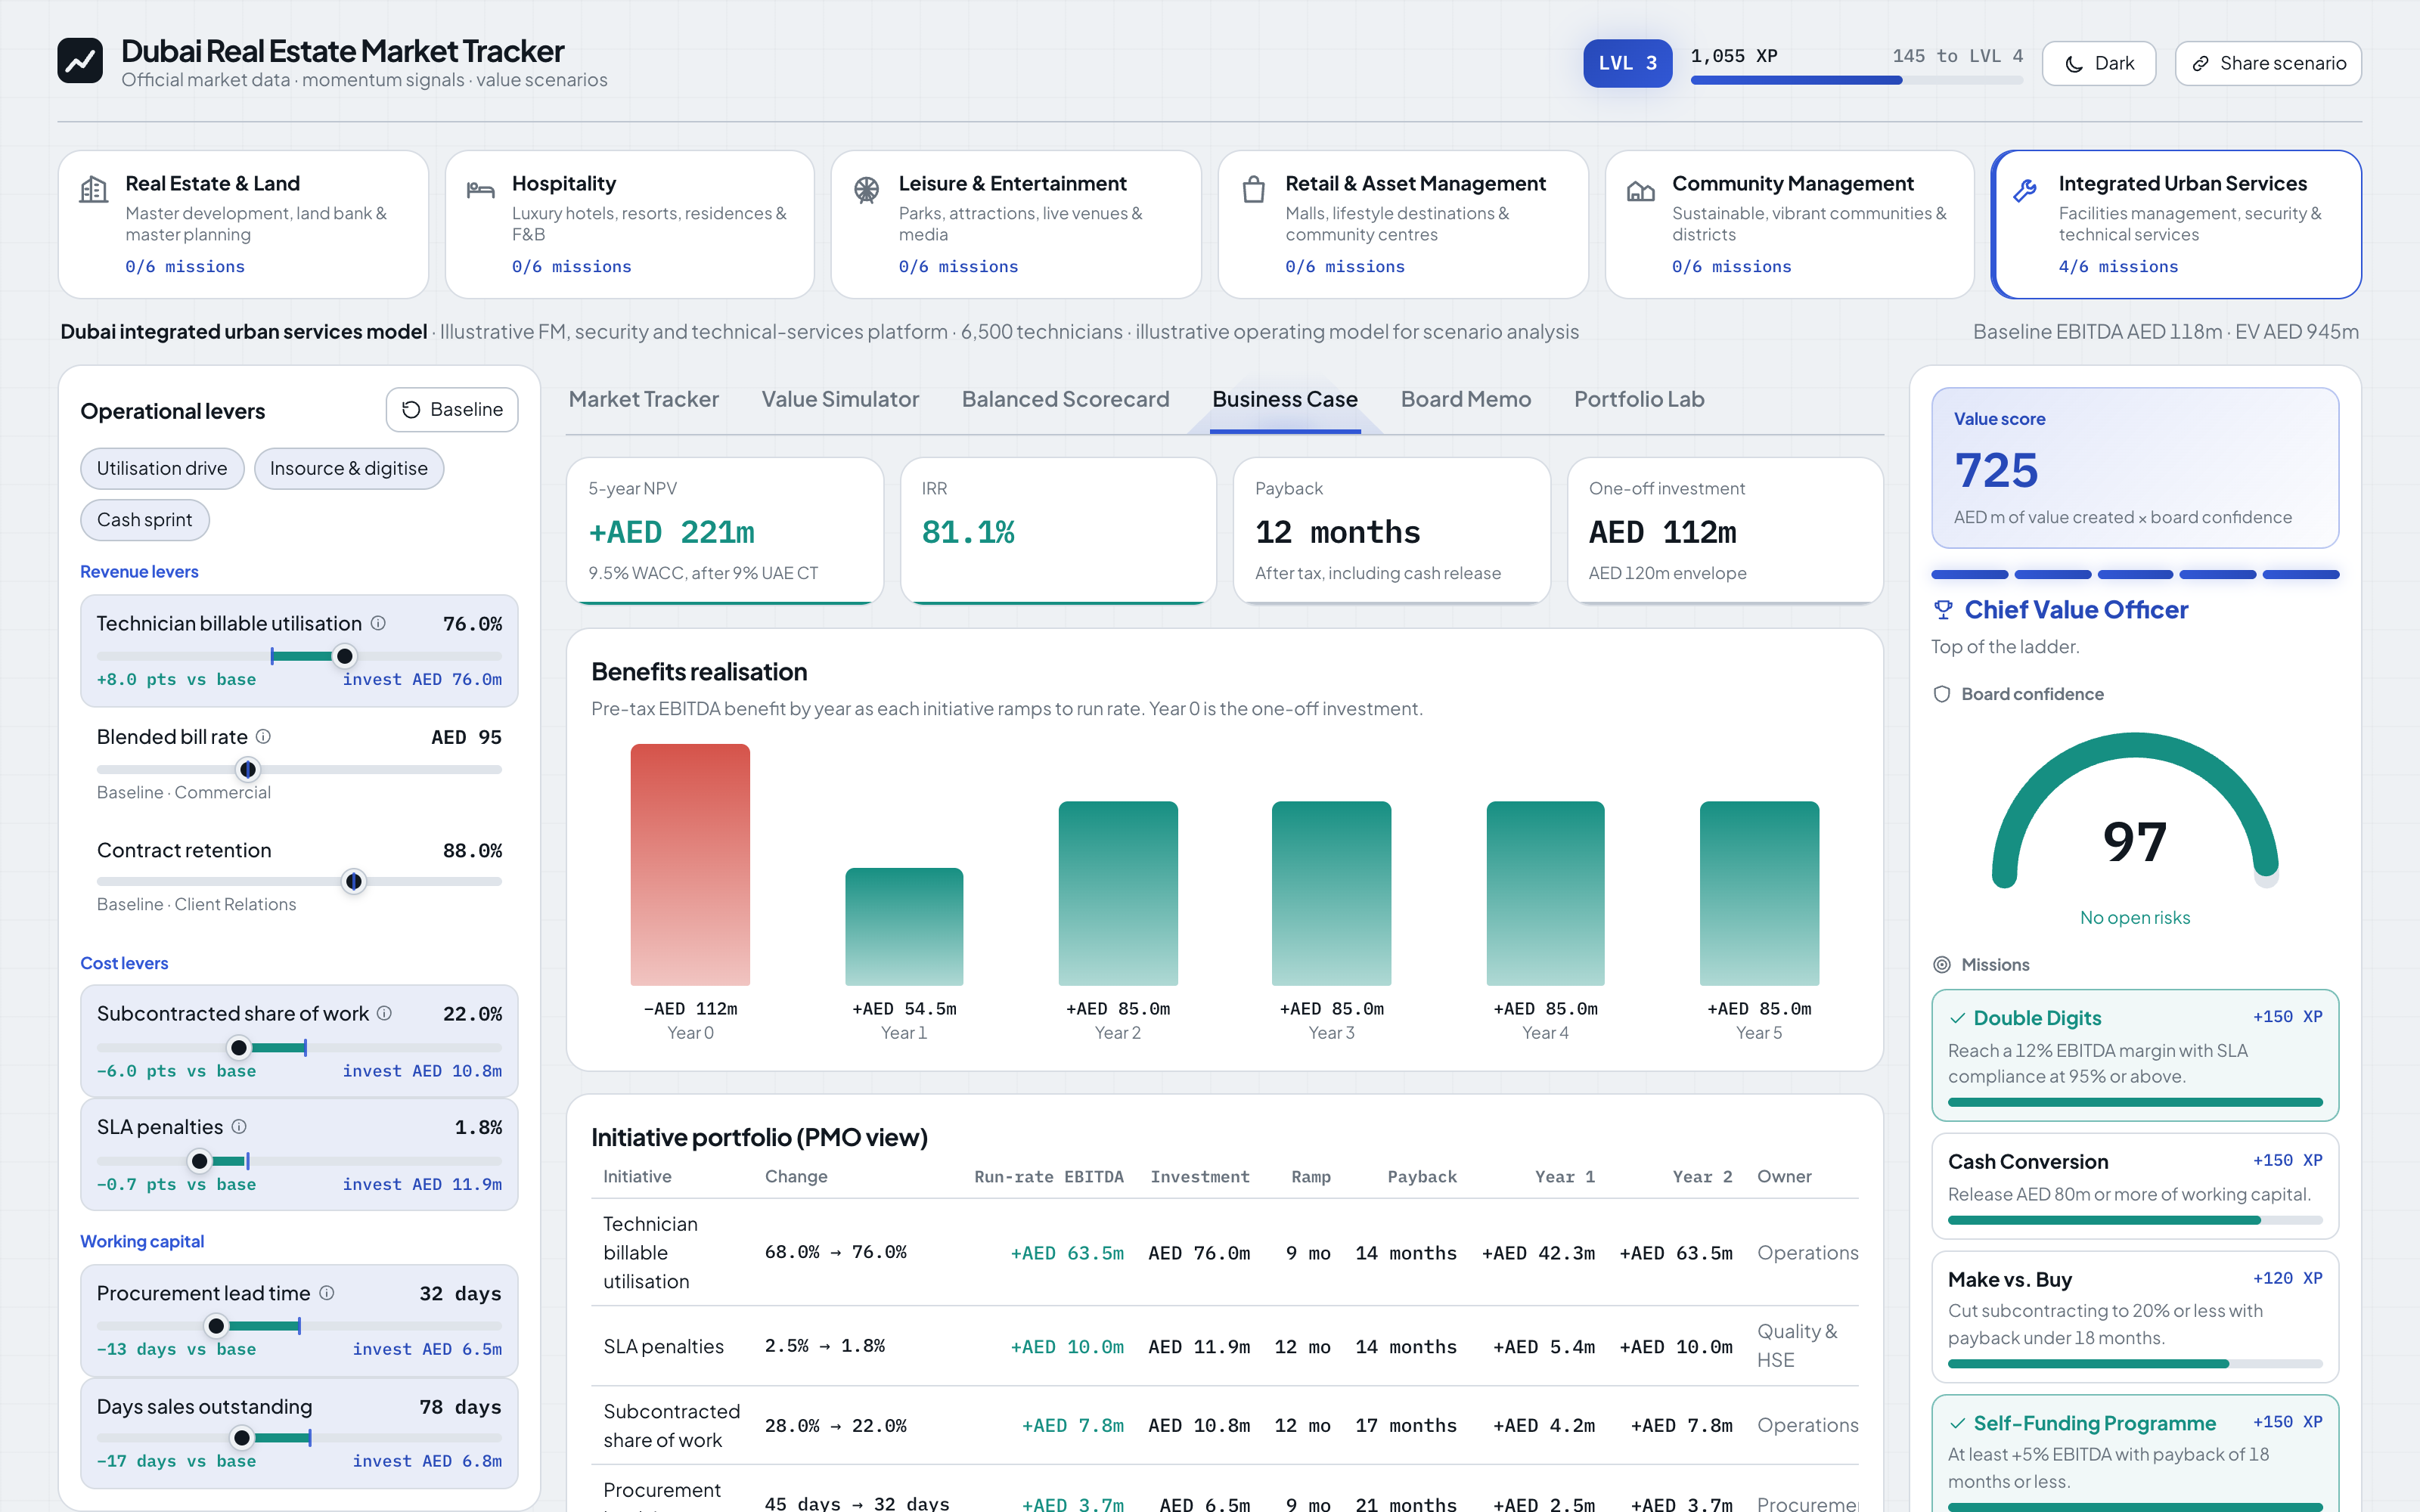 Dubai Real Estate Market Tracker
Official market data · momentum signals · value scenarios
LVL 3
1,055 XP
145 to LVL 4
Dark
Share scenario
Real Estate & Land
Master development, land bank &
master planning
0/6 missions
Hospitality
Luxury hotels, resorts, residences &
F&B
0/6 missions
Leisure & Entertainment
Parks, attractions, live venues &
media
0/6 missions
Retail & Asset Management
Malls, lifestyle destinations &
community centres
0/6 missions
Community Management
Sustainable, vibrant communities &
districts
0/6 missions
Integrated Urban Services
Facilities management, security &
technical services
4/6 missions
Dubai integrated urban services model · Illustrative FM, security and technical-services platform · 6,500 technicians · illustrative operating model for scenario analysis
Baseline EBITDA AED 118m · EV AED 945m
Operational levers
Baseline
Utilisation drive
Insource & digitise
Cash sprint
Revenue levers
Technician billable utilisation
76.0%
+8.0 pts vs base
invest AED 76.0m
Blended bill rate
AED 95
Baseline · Commercial
Contract retention
88.0%
Baseline · Client Relations
Cost levers
Subcontracted share of work
22.0%
−6.0 pts vs base
invest AED 10.8m
SLA penalties
1.8%
−0.7 pts vs base
invest AED 11.9m
Working capital
Procurement lead time
32 days
−13 days vs base
invest AED 6.5m
Days sales outstanding
78 days
−17 days vs base
invest AED 6.8m
Market Tracker
Value Simulator
Balanced Scorecard
Business Case
Board Memo
Portfolio Lab
5-year NPV
+AED 221m
9.5% WACC, after 9% UAE CT
IRR
81.1%
Payback
12 months
After tax, including cash release
One-off investment
AED 112m
AED 120m envelope
Benefits realisation
Pre-tax EBITDA benefit by year as each initiative ramps to run rate. Year 0 is the one-off investment.
−AED 112m
Year 0
+AED 54.5m
Year 1
+AED 85.0m
Year 2
+AED 85.0m
Year 3
+AED 85.0m
Year 4
+AED 85.0m
Year 5
Initiative portfolio (PMO view)
Initiative Change Run-rate EBITDA Investment Ramp Payback Year 1 Year 2 Owner
Technician
billable
utilisation
68.0% → 76.0% +AED 63.5m AED 76.0m 9 mo 14 months +AED 42.3m +AED 63.5m Operations
SLA penalties 2.5% → 1.8% +AED 10.0m AED 11.9m 12 mo 14 months +AED 5.4m +AED 10.0m
Quality &
HSE
Subcontracted
share of work
28.0% → 22.0% +AED 7.8m AED 10.8m 12 mo 17 months +AED 4.2m +AED 7.8m Operations
Procurement
45 days → 32 days +AED 3.7m AED 6.5m 9 mo 21 months +AED 2.5m +AED 3.7m
Value score
725
AED m of value created × board confidence
Chief Value Officer
Top of the ladder.
Board confidence
97
No open risks
Missions
Double Digits
+150 XP
Reach a 12% EBITDA margin with SLA
compliance at 95% or above.
Cash Conversion
+150 XP
Release AED 80m or more of working capital.
Make vs. Buy
+120 XP
Cut subcontracting to 20% or less with
payback under 18 months.
Self-Funding Programme
+150 XP
At least +5% EBITDA with payback of 18
months or less.